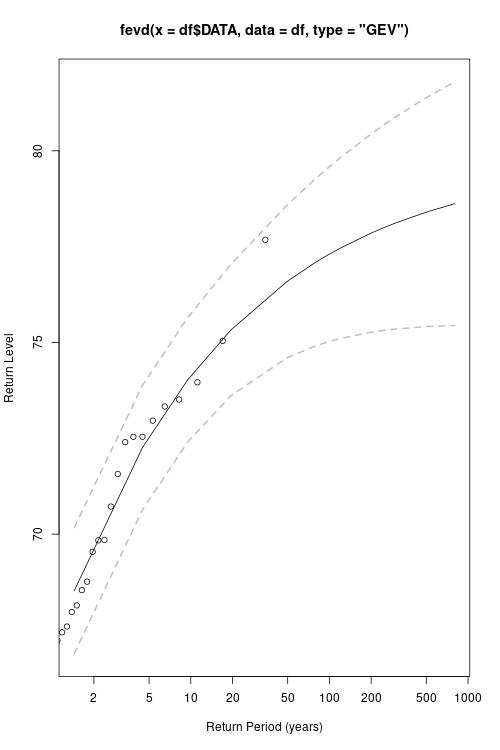 fevd(x = df$DATA, data = df, type = "GEV")
80
75
70
Return Level
2 5 10 20 50 100 200 500 1000
Return Period (years)